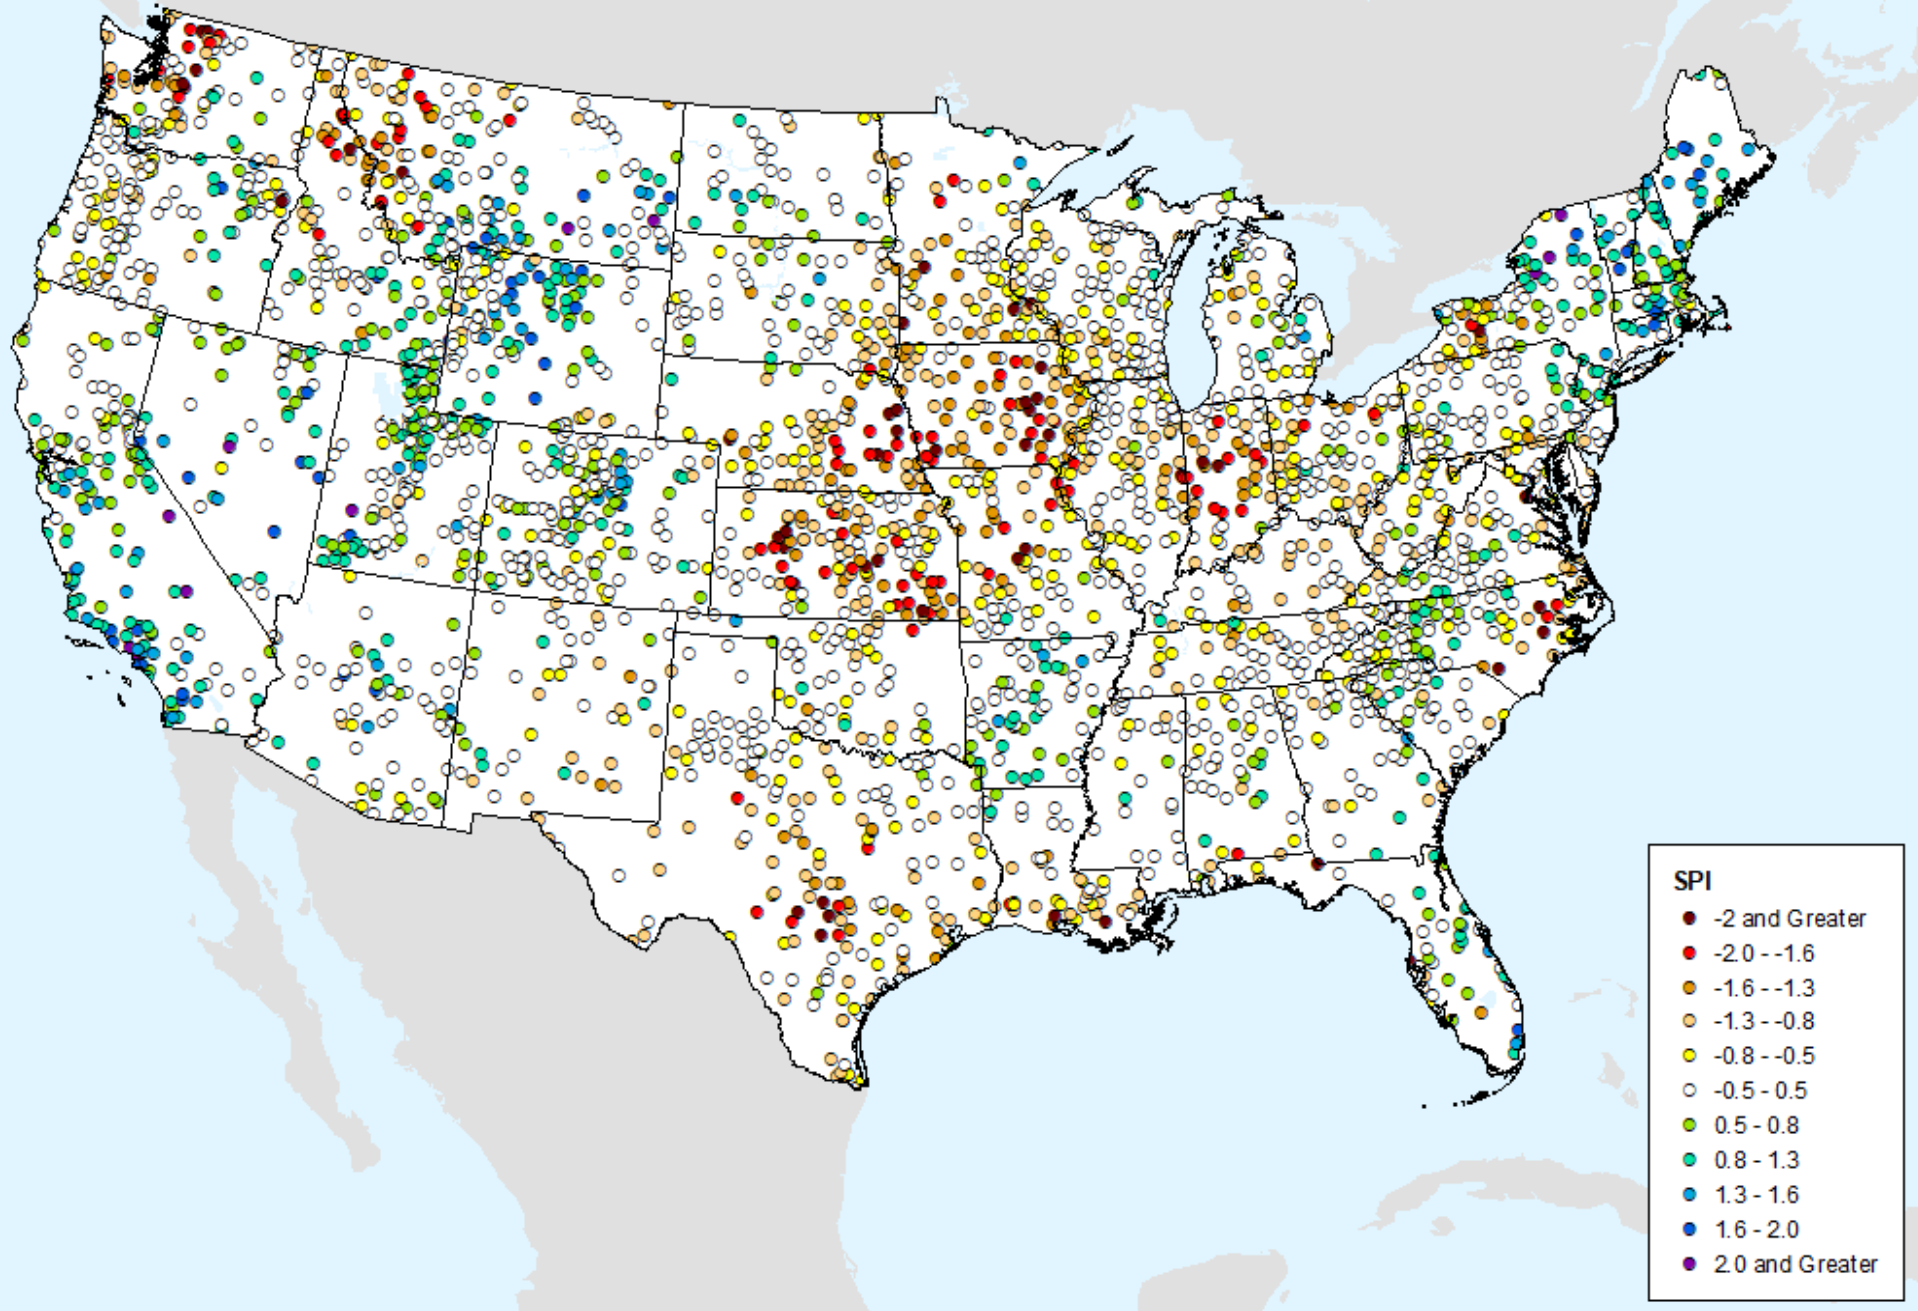 SPI
-2 and Greater
-2.0 - -1.6
-1.6 - -1.3
-1.3 - -0.8
-0.8 - -0.5
-0.5 - 0.5
0.5 - 0.8
0.8 - 1.3
1.3 - 1.6
1.6 - 2.0
2.0 and Greater